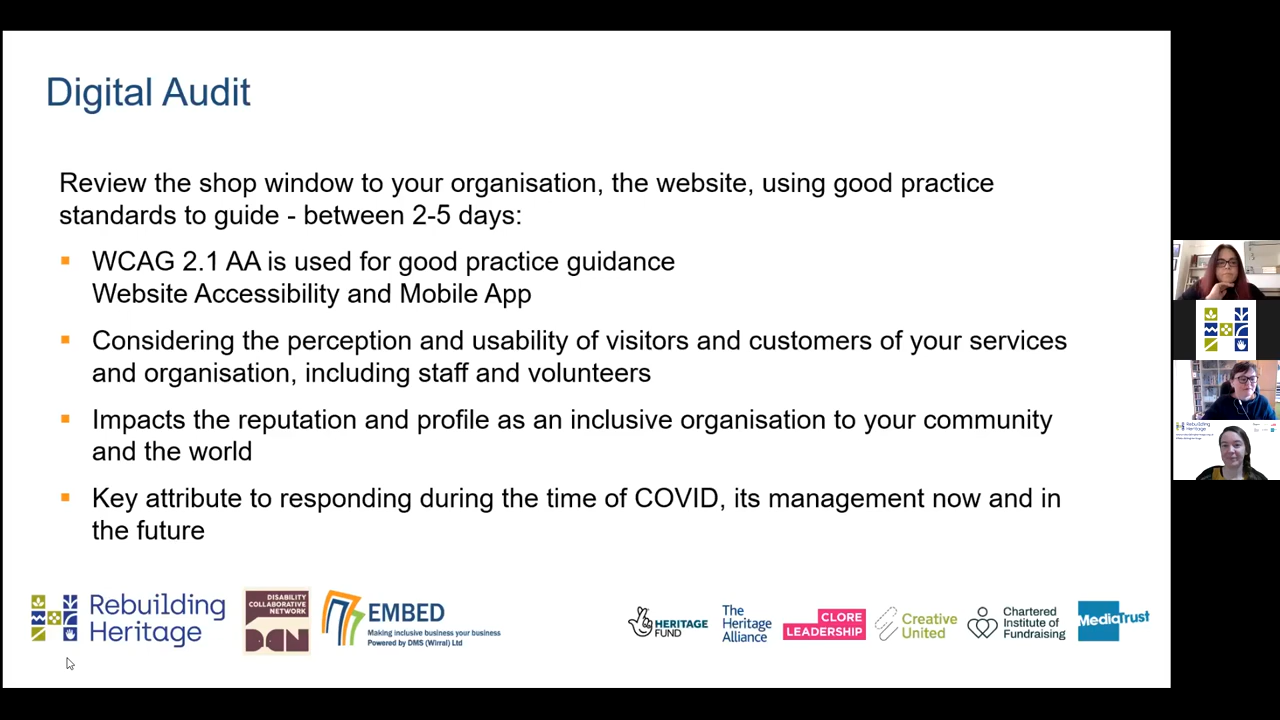 Digital Audit
Review the shop window to your organisation, the website, using good practice
standards to guide - between 2-5 days:
WCAG 2.1 AA is used for good practice guidance
Website Accessibility and Mobile App
Considering the perception and usability of visitors and customers of your services
and organisation, including staff and volunteers
Impacts the reputation and profile as an inclusive organisation to your community
and the world
Key attribute to responding during the time of COVID, its management now and in
the future
Rebuilding
Heritage
DISABILITY
COLLABORATIVE
NETWORK
DCN
EMBED
Making inclusive business your business
Powered by DMS (Wirral) Ltd
HERITAGE
FUND
The
Heritage
Alliance
CLORE
LEADERSHIP
Creative
United
Chartered
Institute of
Fundraising
MediaTrust
Rebuilding
Heritage